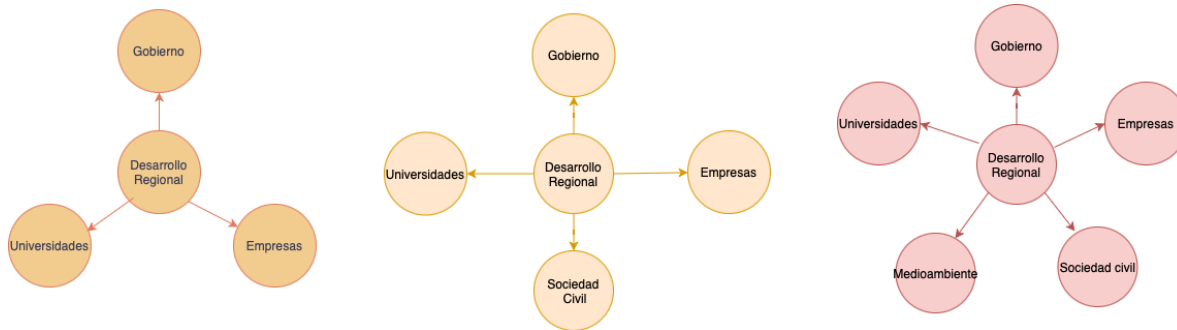 Gobierno
Desarrollo
Regional
Universidades
Empresas
Gobierno
Universidades
Desarrollo
Regional
Empresas
Sociedad
Civil
Gobierno
Universidades
Empresas
Desarrollo
Regional
Medioambiente
Sociedad civil